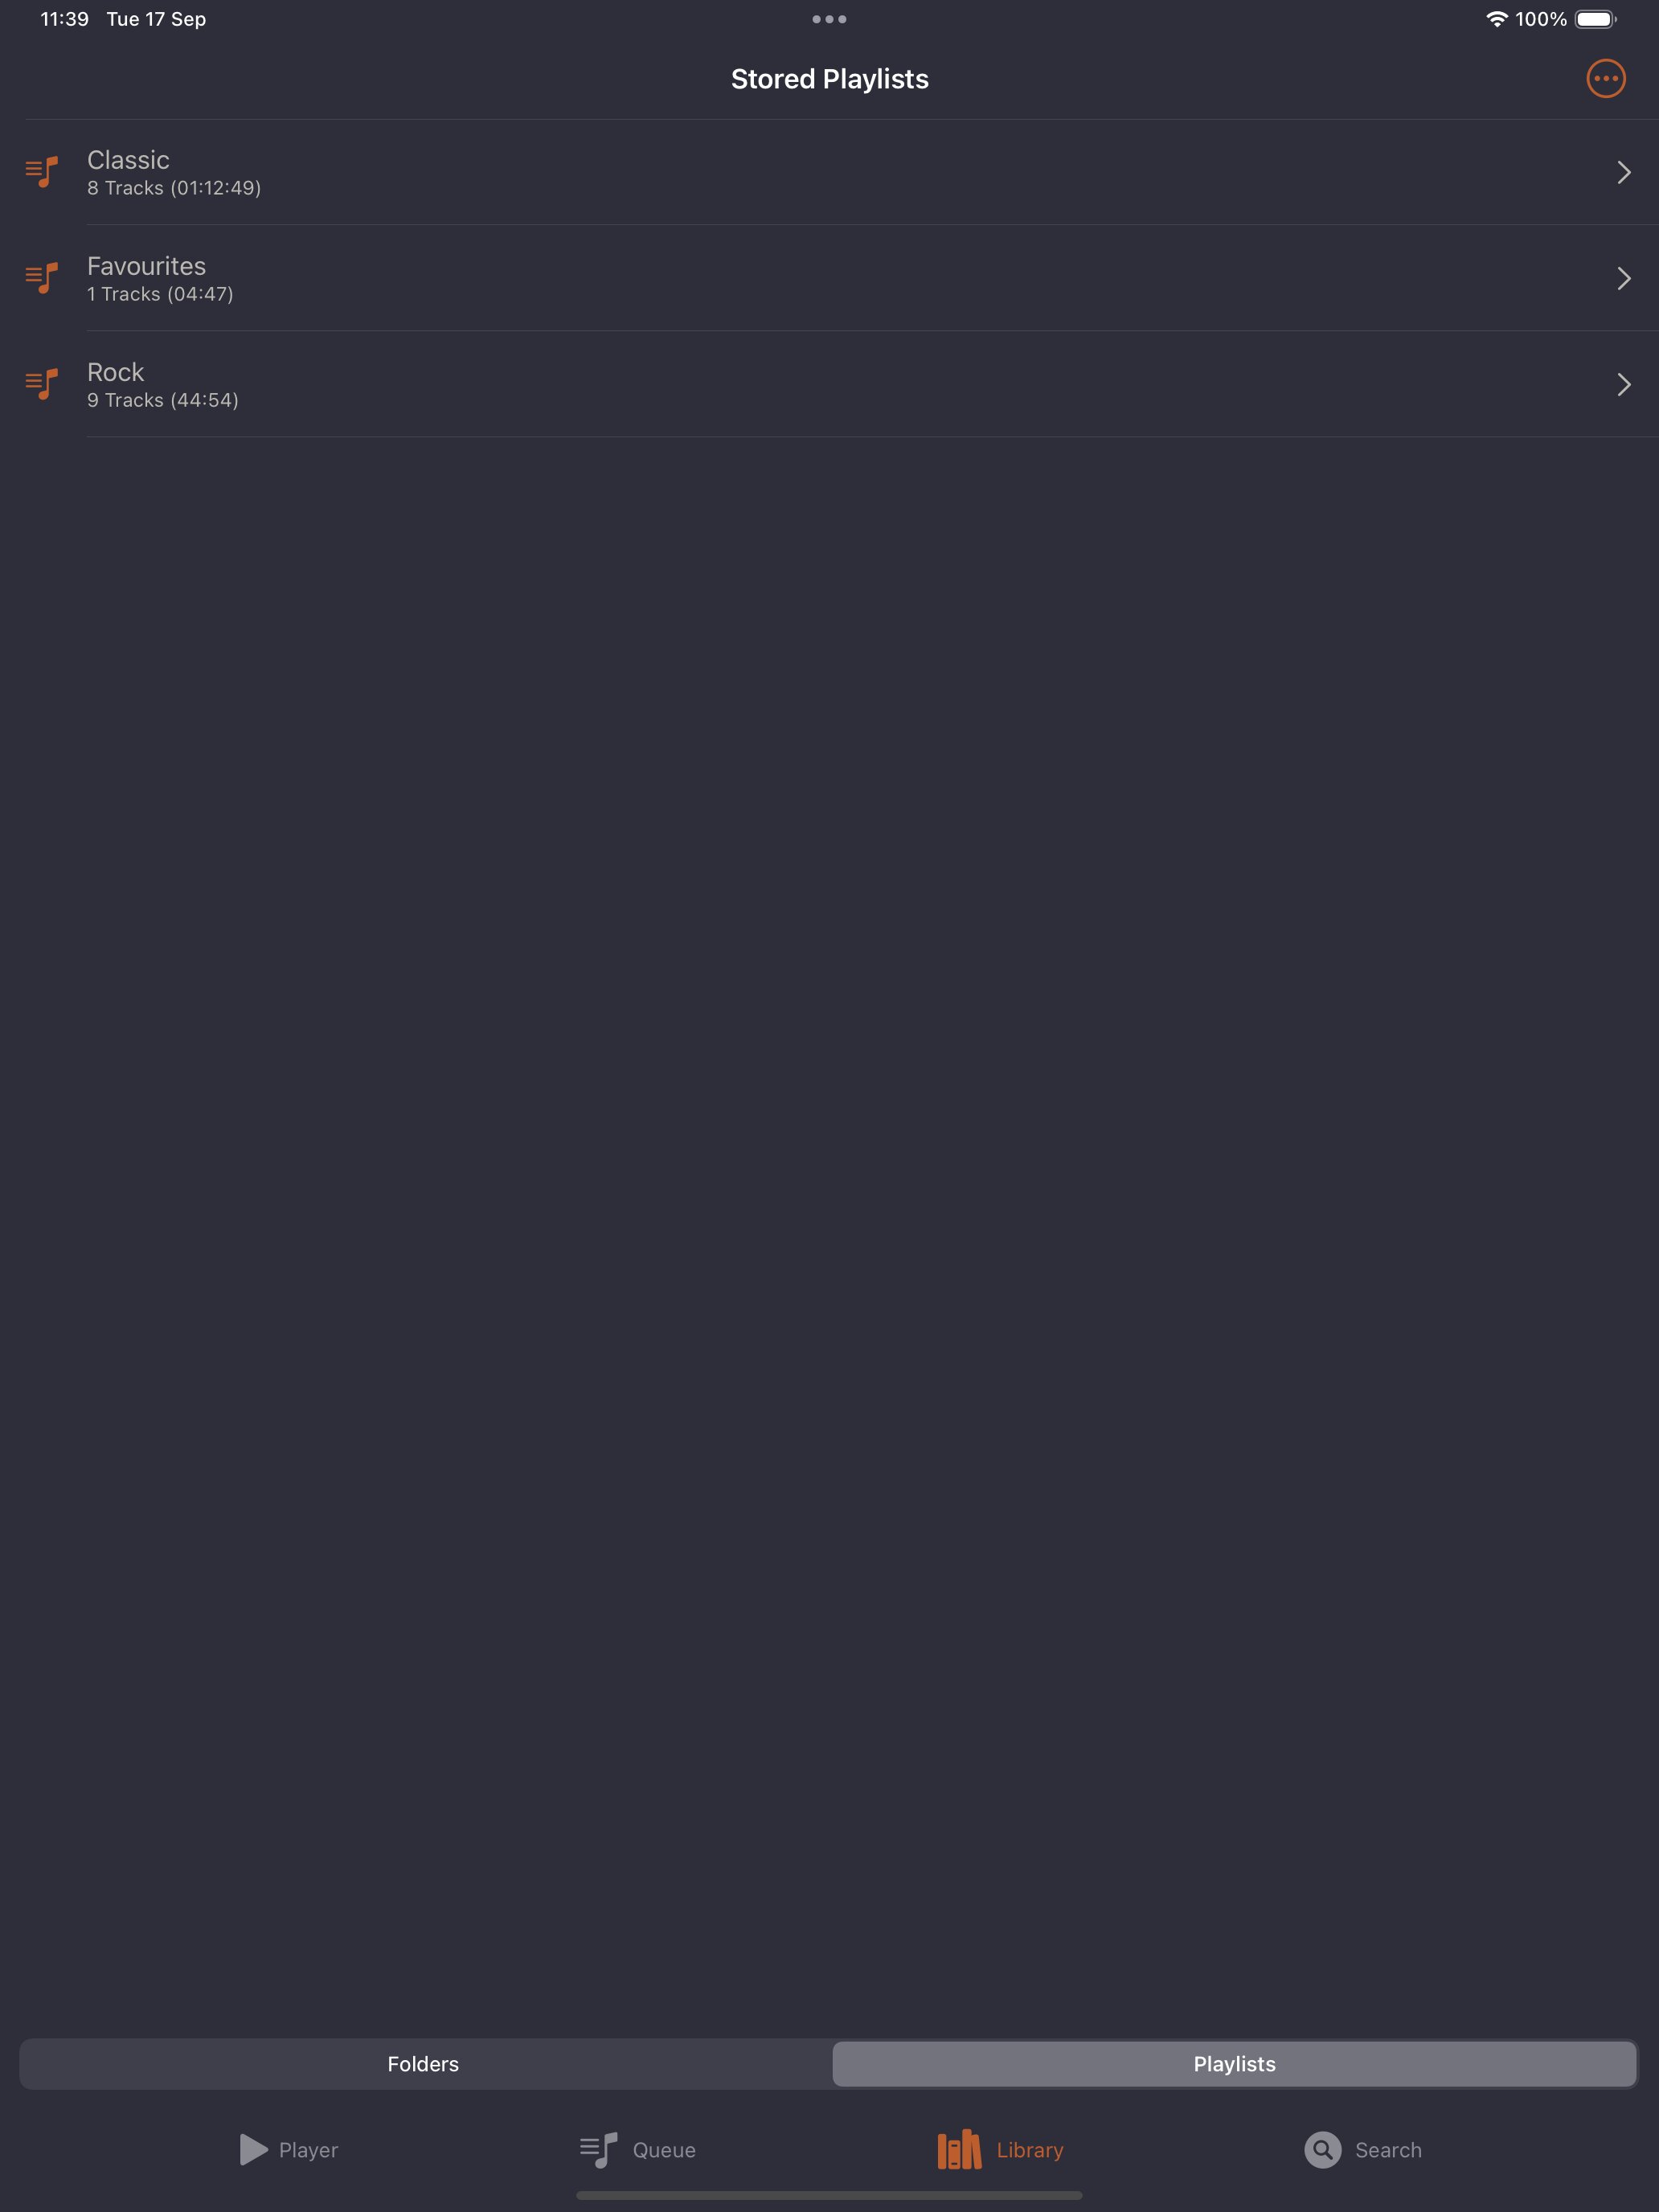 11:39 Tue 17 Sep
100%
Stored Playlists
Classic
8 Tracks (01:12:49)
Favourites
1 Tracks (04:47)
Rock
9 Tracks (44:54)
Folders Playlists
Player Queue Library Search